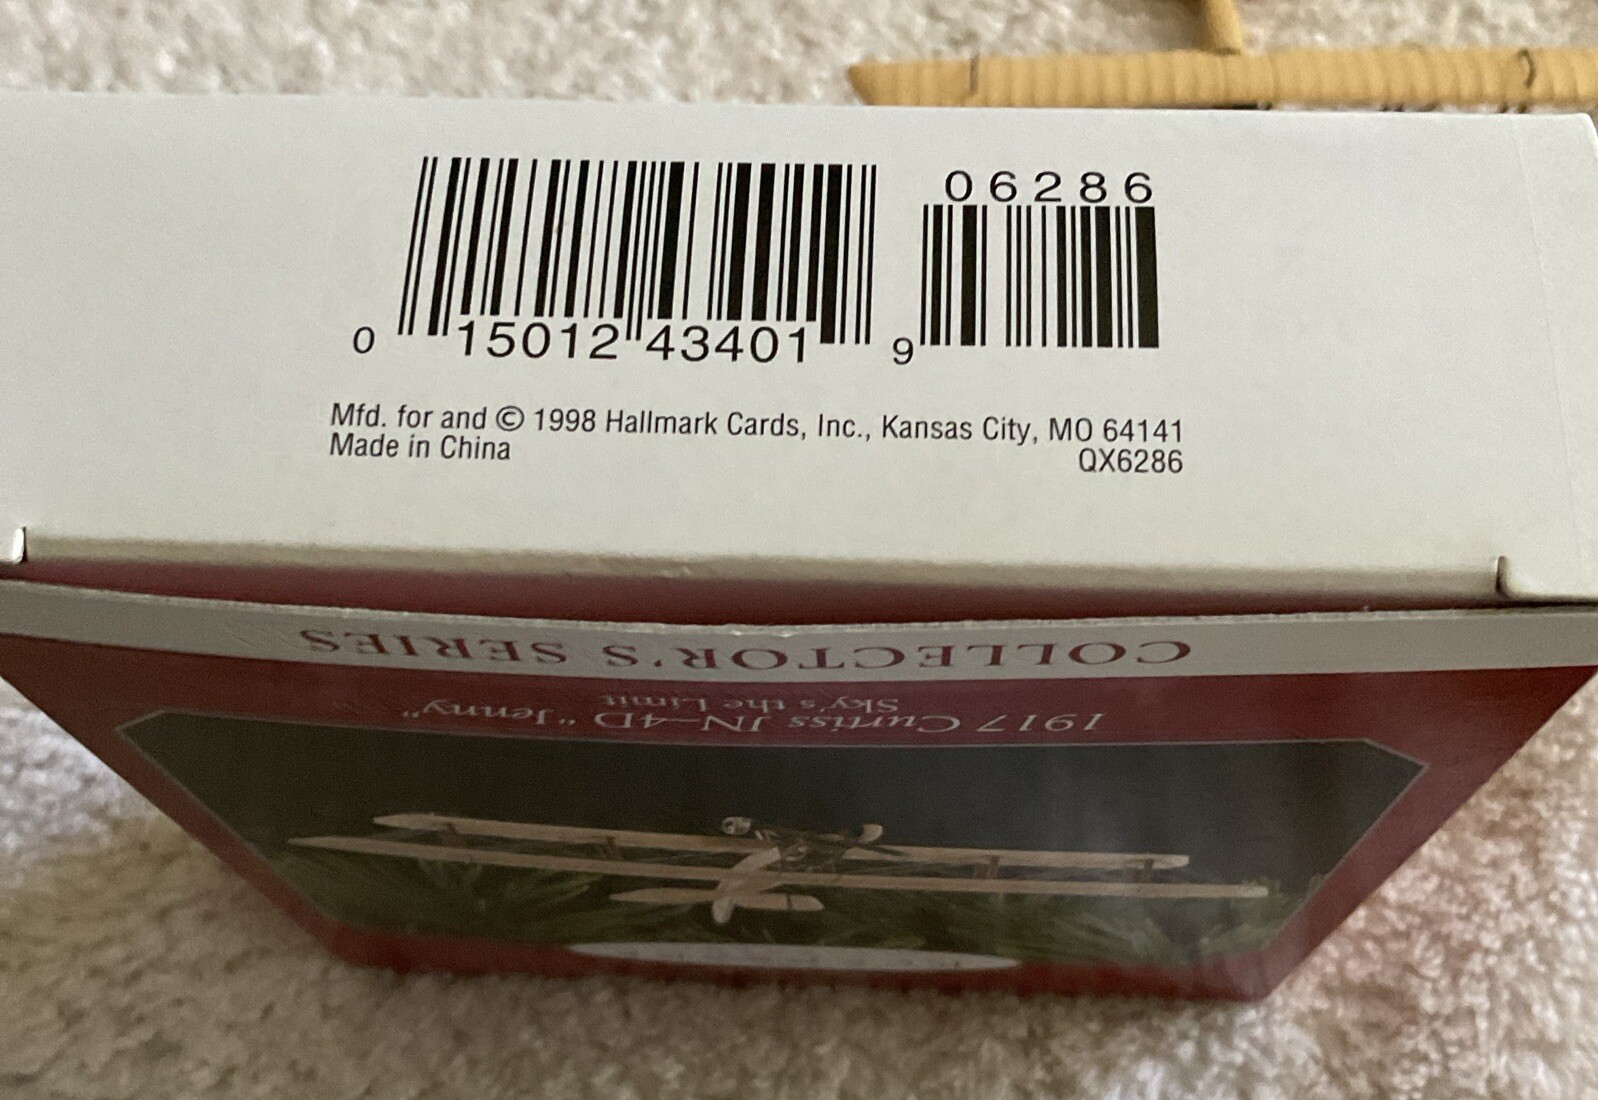 06286
0 15012 43401 9
Mfd. for and © 1998 Hallmark Cards, Inc., Kansas City, MO 64141
Made in China
QX6286
COLLECTOR'S SERIES
Sky's the Limit
1917 Curtiss JN-4D "Jenny"